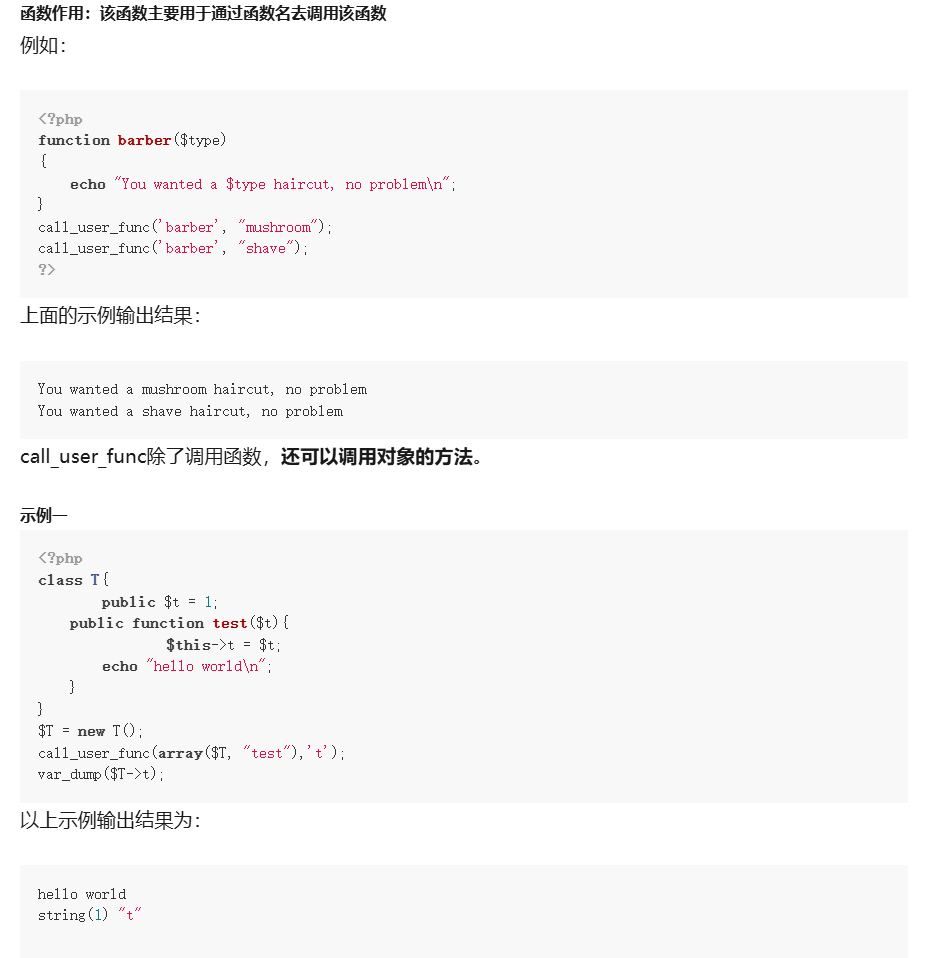 函数作用：该函数主要用于通过函数名去调用该函数
例如：
<?php
function barber($type)
{
    echo "You wanted a $type haircut, no problem\n";
}
call_user_func('barber', "mushroom");
call_user_func('barber', "shave");
?>
上面的示例输出结果：
You wanted a mushroom haircut, no problem
You wanted a shave haircut, no problem
call_user_func除了调用函数，还可以调用对象的方法。
示例一
<?php
class T{
        public $t = 1;
    public function test($t){
                $this->t = $t;
        echo "hello world\n";
    }
}
$T = new T();
call_user_func(array($T, "test"),'t');
var_dump($T->t);
以上示例输出结果为：
hello world
string(1) "t"